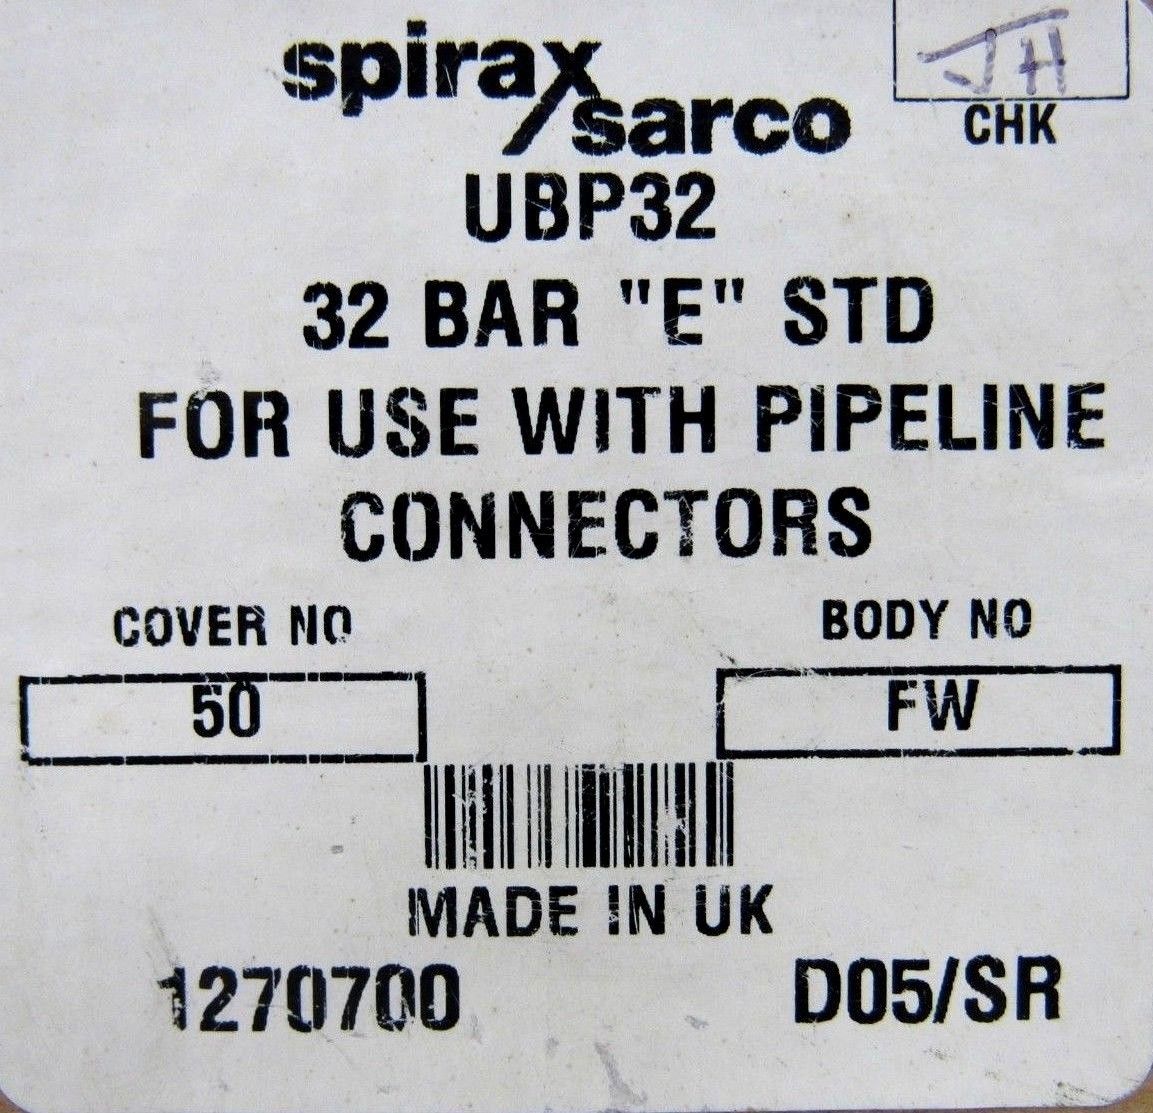 spirax
/sarco
JH
CHK
UBP32
32 BAR "E" STD
FOR USE WITH PIPELINE
CONNECTORS
COVER NO
50
BODY NO
FW
MADE IN UK
1270700
D05/SR